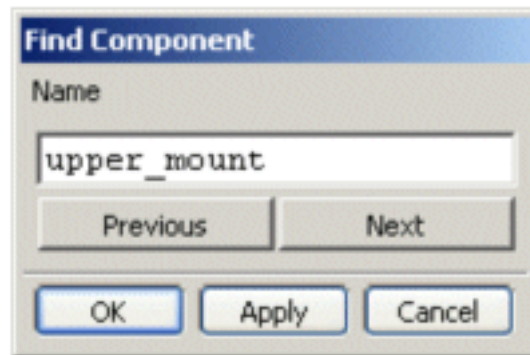 Find Component
Name
upper_mount
Previous Next
OK Apply Cancel